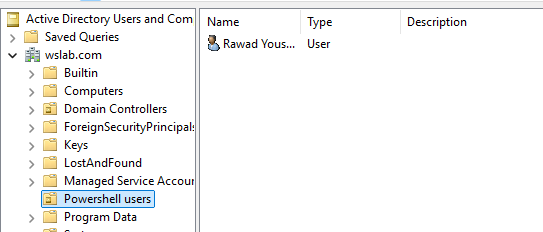 Active Directory Users and Com
Saved Queries
wslab.com
Builtin
Computers
Domain Controllers
ForeignSecurityPrincipals
Keys
LostAndFound
Managed Service Accour
Powershell users
Program Data
Name Type Description
Rawad Yous... User